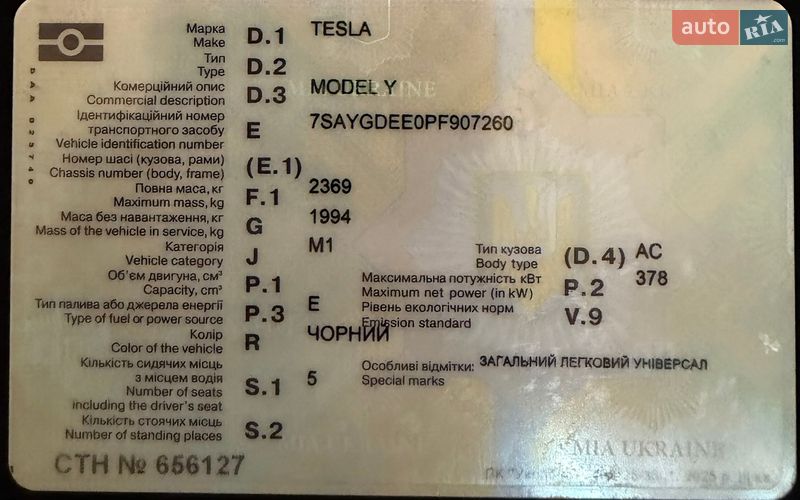 auto RIA .com
Марка
Make D.1 TESLA
Тип
Type D.2
Комерційний опис
Commercial description D.3 MODEL Y
Ідентифікаційний номер
транспортного засобу
Vehicle identification number E 7SAYGDEE0PF907260
Номер шасі (кузова, рами)
Chassis number (body, frame) (E.1)
Повна маса, кг
Maximum mass, kg F.1 2369
Маса без навантаження, кг
Mass of the vehicle in service, kg G 1994
Категорія
Vehicle category J M1
Тип кузова
Body type (D.4) AC
Об'єм двигуна, см³
Capacity, cm³ P.1
Максимальна потужність кВт
Maximum net power (in kW) P.2 378
Тип палива або джерела енергії
Type of fuel or power source P.3 E
Рівень екологічних норм
Emission standard V.9
Колір
Color of the vehicle R ЧОРНИЙ
Кількість сидячих місць
з місцем водія
Number of seats
including the driver's seat S.1 5
Особливі відмітки: ЗАГАЛЬНИЙ ЛЕГКОВИЙ УНІВЕРСАЛ
Special marks
Кількість стоячих місць
Number of standing places S.2
MIA UKRAINE
СТН № 656127